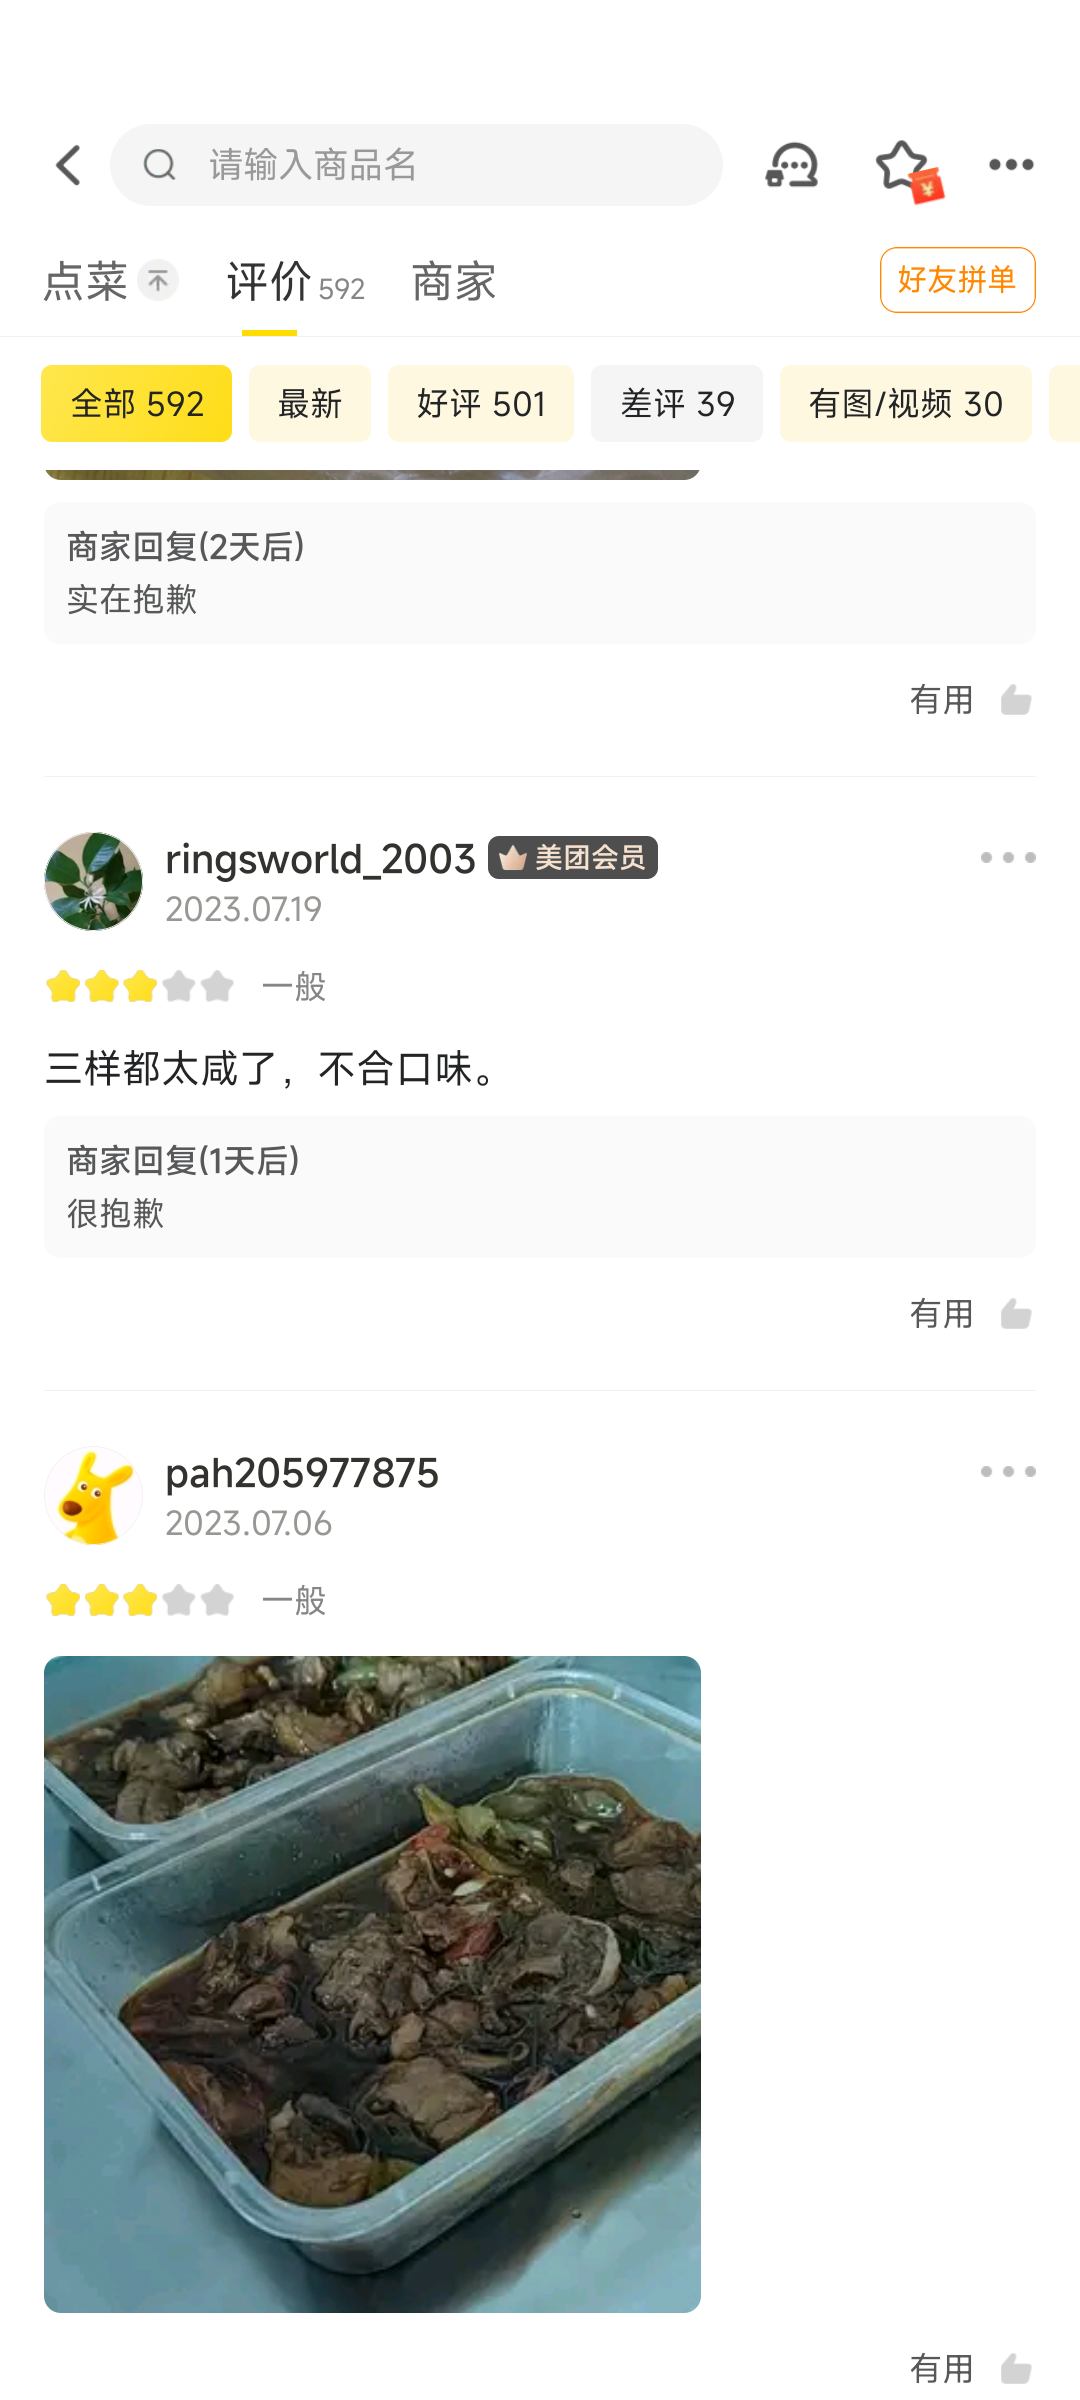 请输入商品名
点菜 评价 592 商家 好友拼单
全部 592 最新 好评 501 差评 39 有图/视频 30
商家回复(2天后)
实在抱歉
有用
ringsworld_2003 美团会员
2023.07.19
一般
三样都太咸了，不合口味。
商家回复(1天后)
很抱歉
有用
pah205977875
2023.07.06
一般
有用